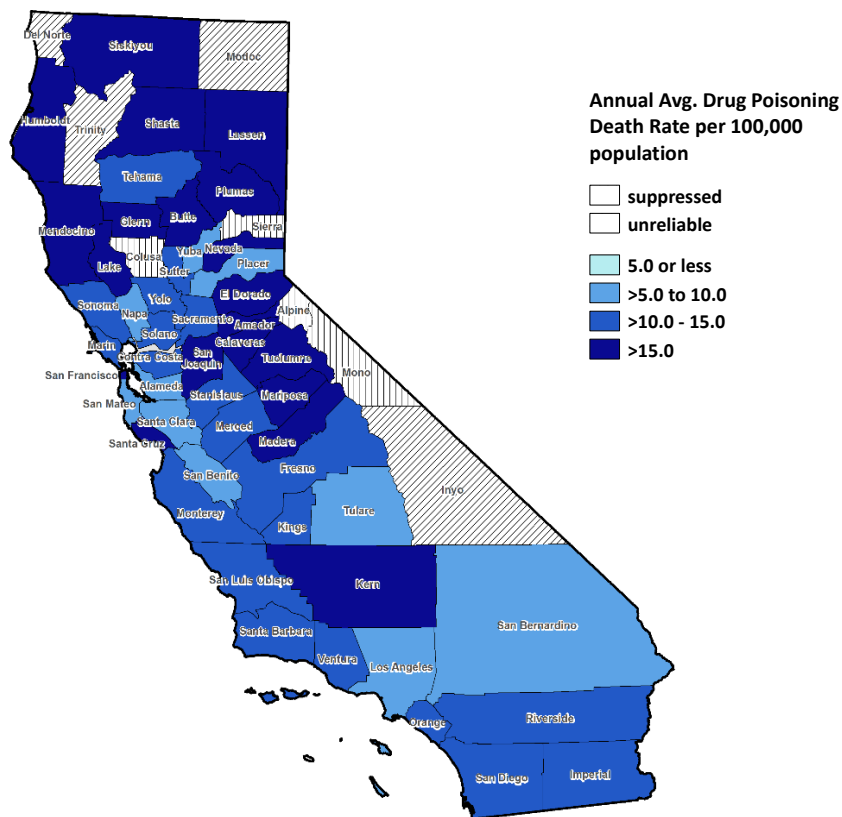 Del Norte
Siskiyou
Modoc
Humboldt
Trinity
Shasta
Lassen
Tehama
Plumas
Mendocino
Glenn
Butte
Sierra
Lake
Colusa
Yuba
Nevada
Sutter
Placer
Sonoma
Napa
Yolo
El Dorado
Alpine
Solano
Sacramento
Amador
Marin
Contra Costa
San
Joaquin
Calaveras
Tuolumne
Mono
San Francisco
Alameda
Stanislaus
Mariposa
San Mateo
Santa Clara
Merced
Santa Cruz
Madera
San Benito
Fresno
Inyo
Monterey
Kings
Tulare
San Luis Obispo
Kern
Santa Barbara
Ventura
Los Angeles
San Bernardino
Orange
Riverside
San Diego
Imperial
Annual Avg. Drug Poisoning
Death Rate per 100,000
population
suppressed
unreliable
5.0 or less
>5.0 to 10.0
>10.0 - 15.0
>15.0